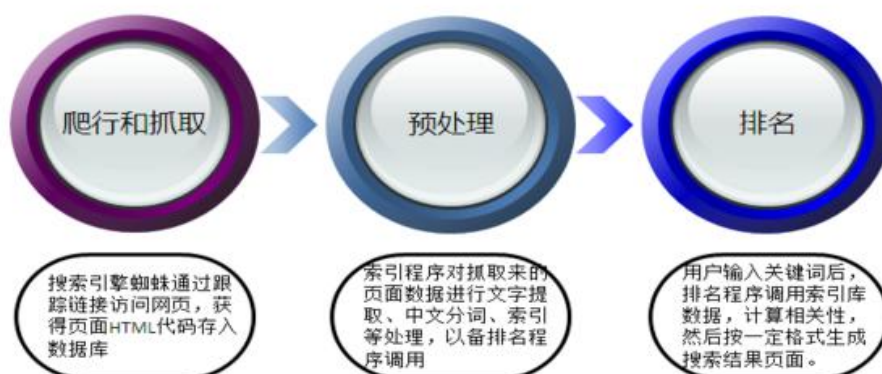 爬行和抓取
预处理
排名
搜索引擎蜘蛛通过跟
踪链接访问网页，获
得页面HTML代码存入
数据库
索引程序对抓取来的
页面数据进行文字提
取、中文分词、索引
等处理，以备排名程
序调用
用户输入关键词后，
排名程序调用索引库
数据，计算相关性，
然后按一定格式生成
搜索结果页面。